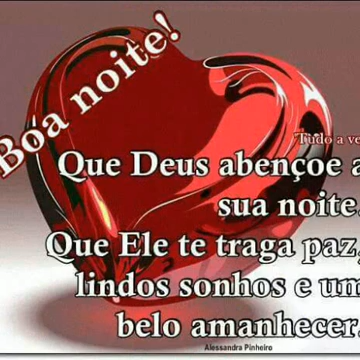 Boa noite!
Tudo a ve
Que Deus abençoe a
sua noite.
Que Ele te traga paz,
lindos sonhos e um
belo amanhecer.
Alessandra Pinheiro